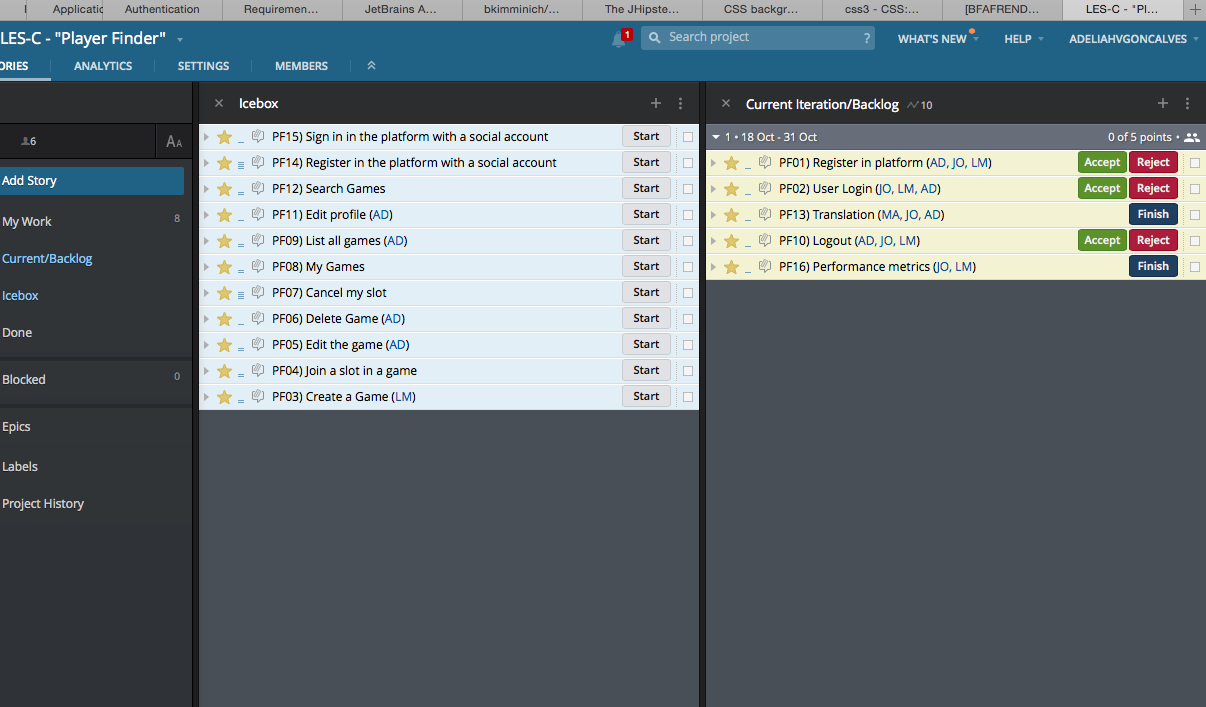 Applicatic
Authentication
Requiremen...
JetBrains A...
bkimminich/...
The JHipste...
CSS backgr...
css3 - CSS:...
[BFAFREND...
LES-C - "Pl...
LES-C - "Player Finder"
1
Search project
?
WHAT'S NEW
HELP
ADELIAHVGONCALVES
ORIES
ANALYTICS
SETTINGS
MEMBERS
6
AA
Add Story
My Work 8
Current/Backlog
Icebox
Done
Blocked 0
Epics
Labels
Project History
Icebox
PF15) Sign in in the platform with a social account Start
PF14) Register in the platform with a social account Start
PF12) Search Games Start
PF11) Edit profile (AD) Start
PF09) List all games (AD) Start
PF08) My Games Start
PF07) Cancel my slot Start
PF06) Delete Game (AD) Start
PF05) Edit the game (AD) Start
PF04) Join a slot in a game Start
PF03) Create a Game (LM) Start
Current Iteration/Backlog 10
1 • 18 Oct - 31 Oct 0 of 5 points •
PF01) Register in platform (AD, JO, LM) Accept Reject
PF02) User Login (JO, LM, AD) Accept Reject
PF13) Translation (MA, JO, AD) Finish
PF10) Logout (AD, JO, LM) Accept Reject
PF16) Performance metrics (JO, LM) Finish